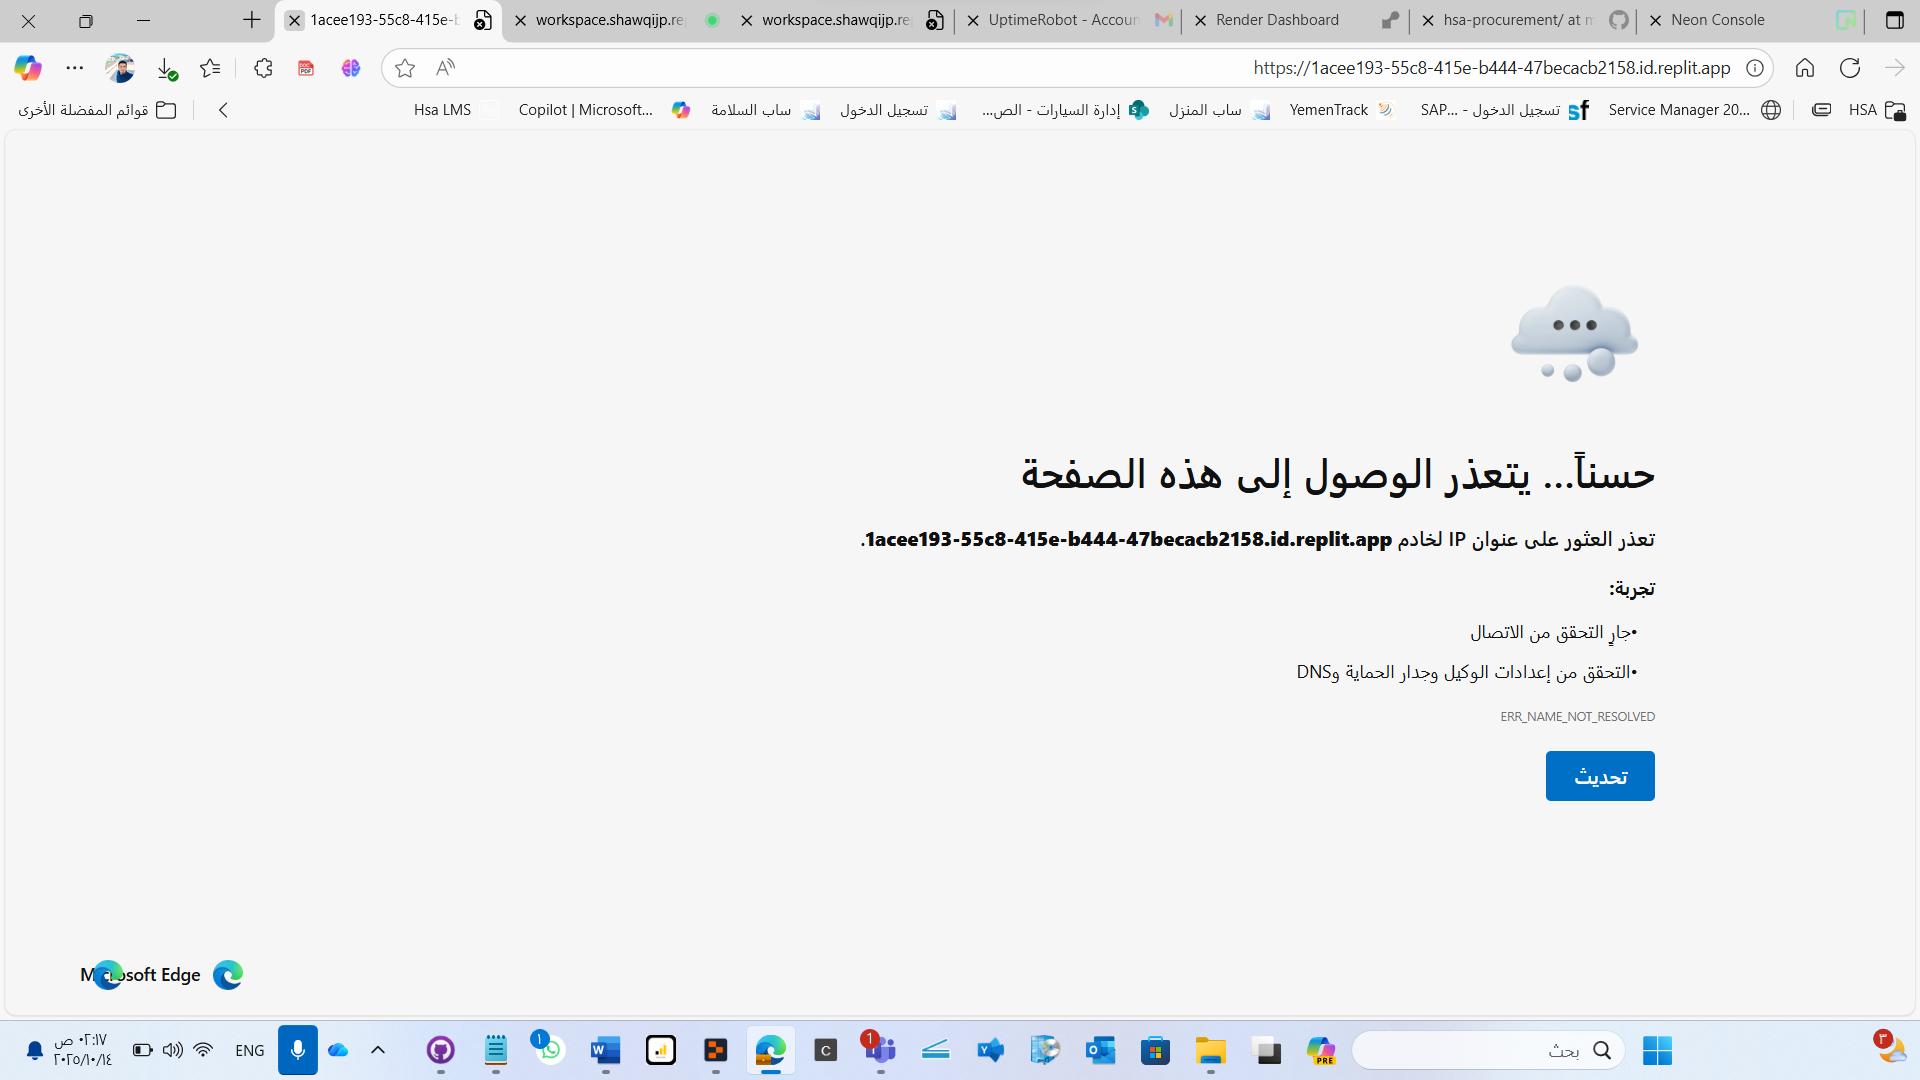 Neon Console
hsa-procurement/ at m
Render Dashboard
UptimeRobot - Accoun
workspace.shawqijp.re
workspace.shawqijp.re
1acee193-55c8-415e-b
https://1acee193-55c8-415e-b444-47becacb2158.id.replit.app
HSA
Service Manager 20...
تسجيل الدخول - SAP...
YemenTrack
ساب المنزل
إدارة السيارات - الص...
تسجيل الدخول
ساب السلامة
Copilot | Microsoft...
Hsa LMS
قوائم المفضلة الأخرى
حسناً... يتعذر الوصول إلى هذه الصفحة
تعذر العثور على عنوان IP لخادم 1acee193-55c8-415e-b444-47becacb2158.id.replit.app.
تجربة:
•جارٍ التحقق من الاتصال
•التحقق من إعدادات الوكيل وجدار الحماية وDNS
ERR_NAME_NOT_RESOLVED
تحديث
Microsoft Edge
٣
بحث
PRE
1
C
١
ENG
٠٢:١٧ ص
٢٠٢٥/١٠/١٤